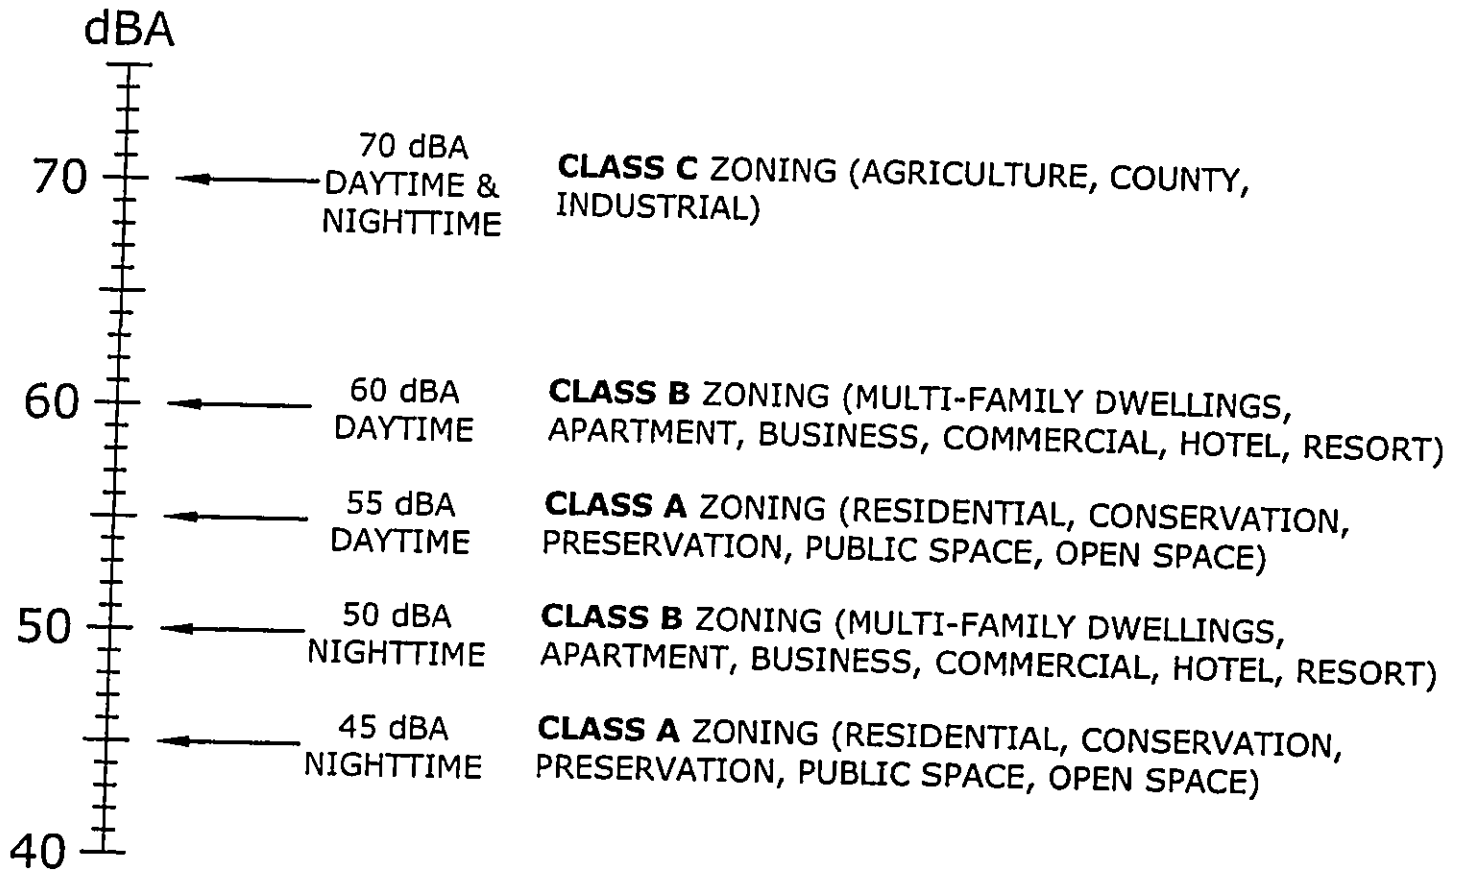 dBA
70
70 dBA
DAYTIME &
NIGHTTIME
CLASS C ZONING (AGRICULTURE, COUNTY,
INDUSTRIAL)
60
60 dBA
DAYTIME
CLASS B ZONING (MULTI-FAMILY DWELLINGS,
APARTMENT, BUSINESS, COMMERCIAL, HOTEL, RESORT)
55 dBA
DAYTIME
CLASS A ZONING (RESIDENTIAL, CONSERVATION,
PRESERVATION, PUBLIC SPACE, OPEN SPACE)
50
50 dBA
NIGHTTIME
CLASS B ZONING (MULTI-FAMILY DWELLINGS,
APARTMENT, BUSINESS, COMMERCIAL, HOTEL, RESORT)
45 dBA
NIGHTTIME
CLASS A ZONING (RESIDENTIAL, CONSERVATION,
PRESERVATION, PUBLIC SPACE, OPEN SPACE)
40